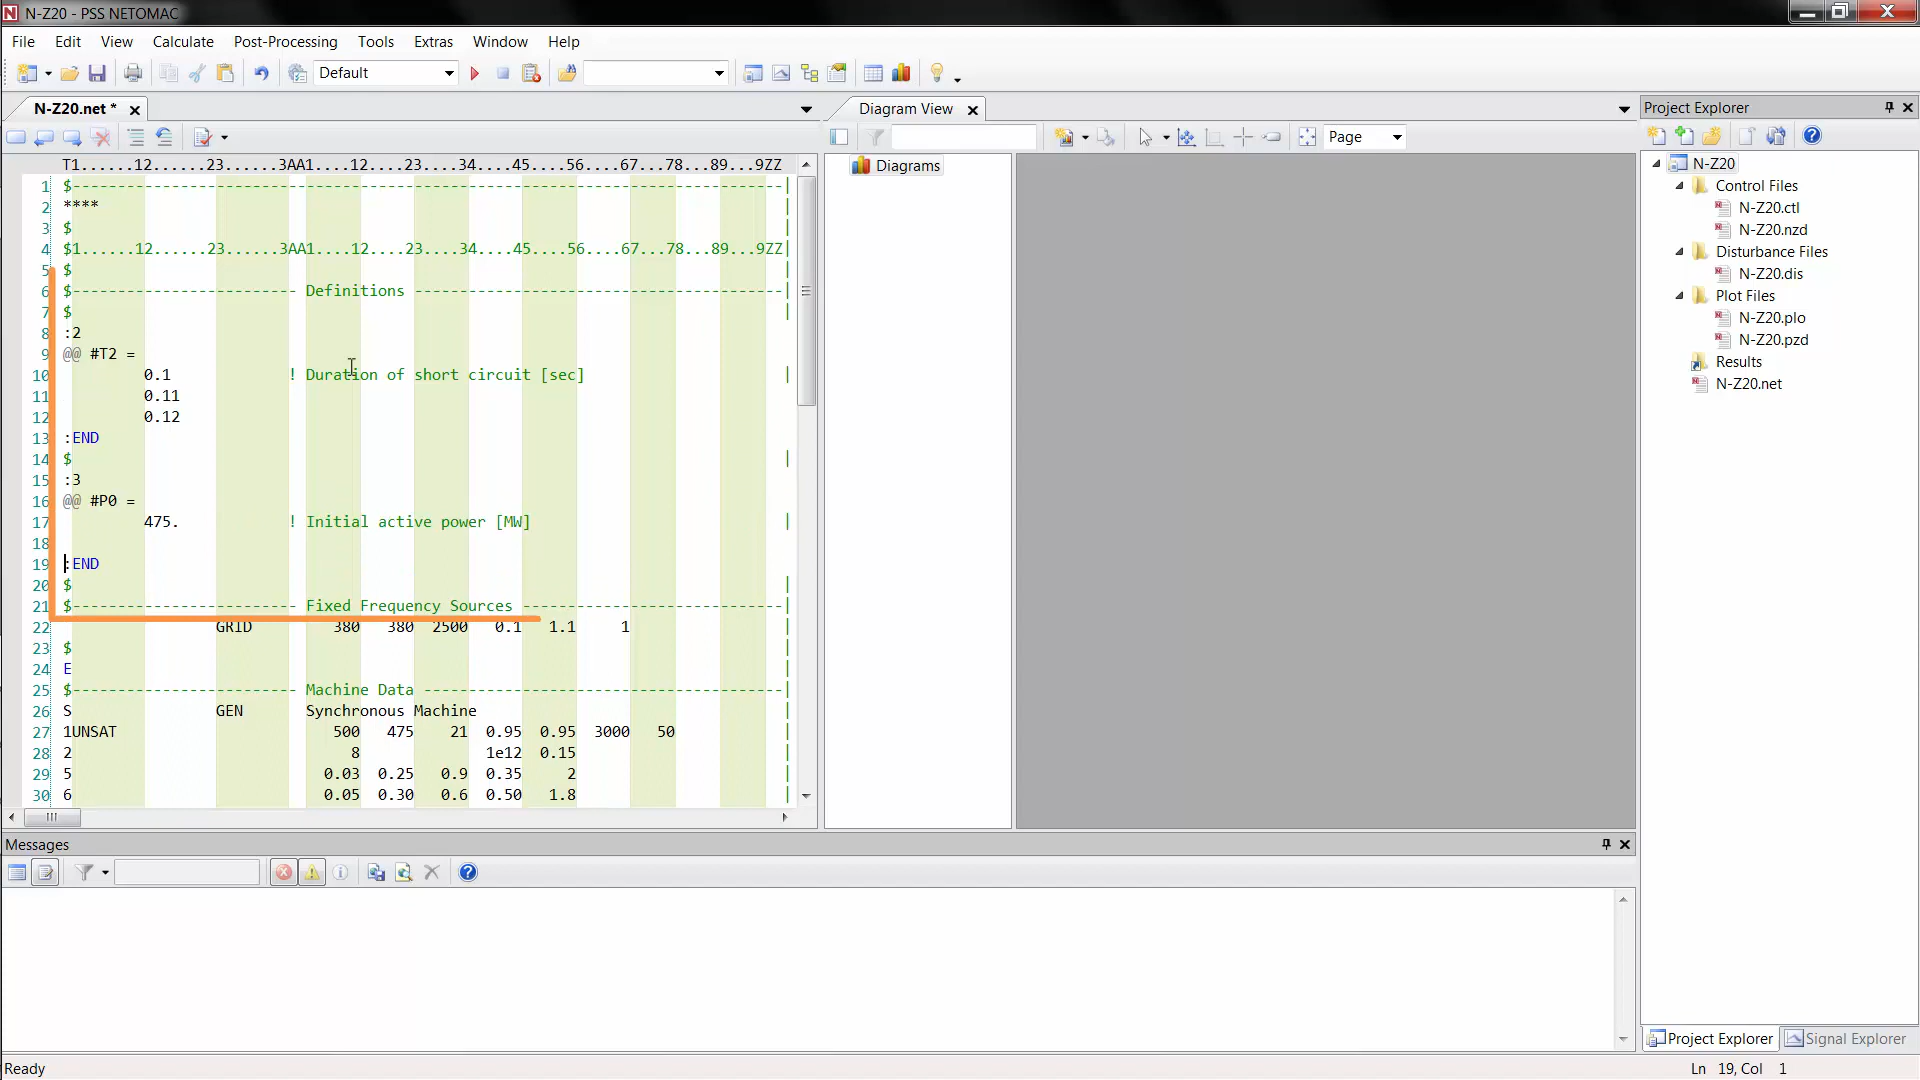 N-Z20 - PSS NETOMAC
File Edit View Calculate Post-Processing Tools Extras Window Help
Default
N-Z20.net *
Diagram View
Project Explorer
Page
T1......12......23......3AA1....12....23....34....45....56....67...78...89...9ZZ
Diagrams
1 $-------------------------------------------------------------------------------|
2 **** |
3 $ |
4 $1......12......23......3AA1....12....23....34....45....56....67...78...89...9ZZ|
5 $ |
6 $------------------------- Definitions -----------------------------------------|
7 $ |
8 :2
9 @@ #T2 =
10 0.1 ! Duration of short circuit [sec] |
11 0.11
12 0.12
13 :END
14 $ |
15 :3
16 @@ #P0 =
17 475. ! Initial active power [MW] |
18
19 :END
20 $ |
21 $------------------------- Fixed Frequency Sources -----------------------------|
22 GRID 380 380 2500 0.1 1.1 1 |
23 $ |
24 E |
25 $------------------------- Machine Data ----------------------------------------|
26 S GEN Synchronous Machine |
27 1UNSAT 500 475 21 0.95 0.95 3000 50 |
28 2 8 1e12 0.15 |
29 5 0.03 0.25 0.9 0.35 2 |
30 6 0.05 0.30 0.6 0.50 1.8 |
N-Z20
Control Files
N-Z20.ctl
N-Z20.nzd
Disturbance Files
N-Z20.dis
Plot Files
N-Z20.plo
N-Z20.pzd
Results
N-Z20.net
Messages
Project Explorer
Signal Explorer
Ready
Ln 19, Col 1